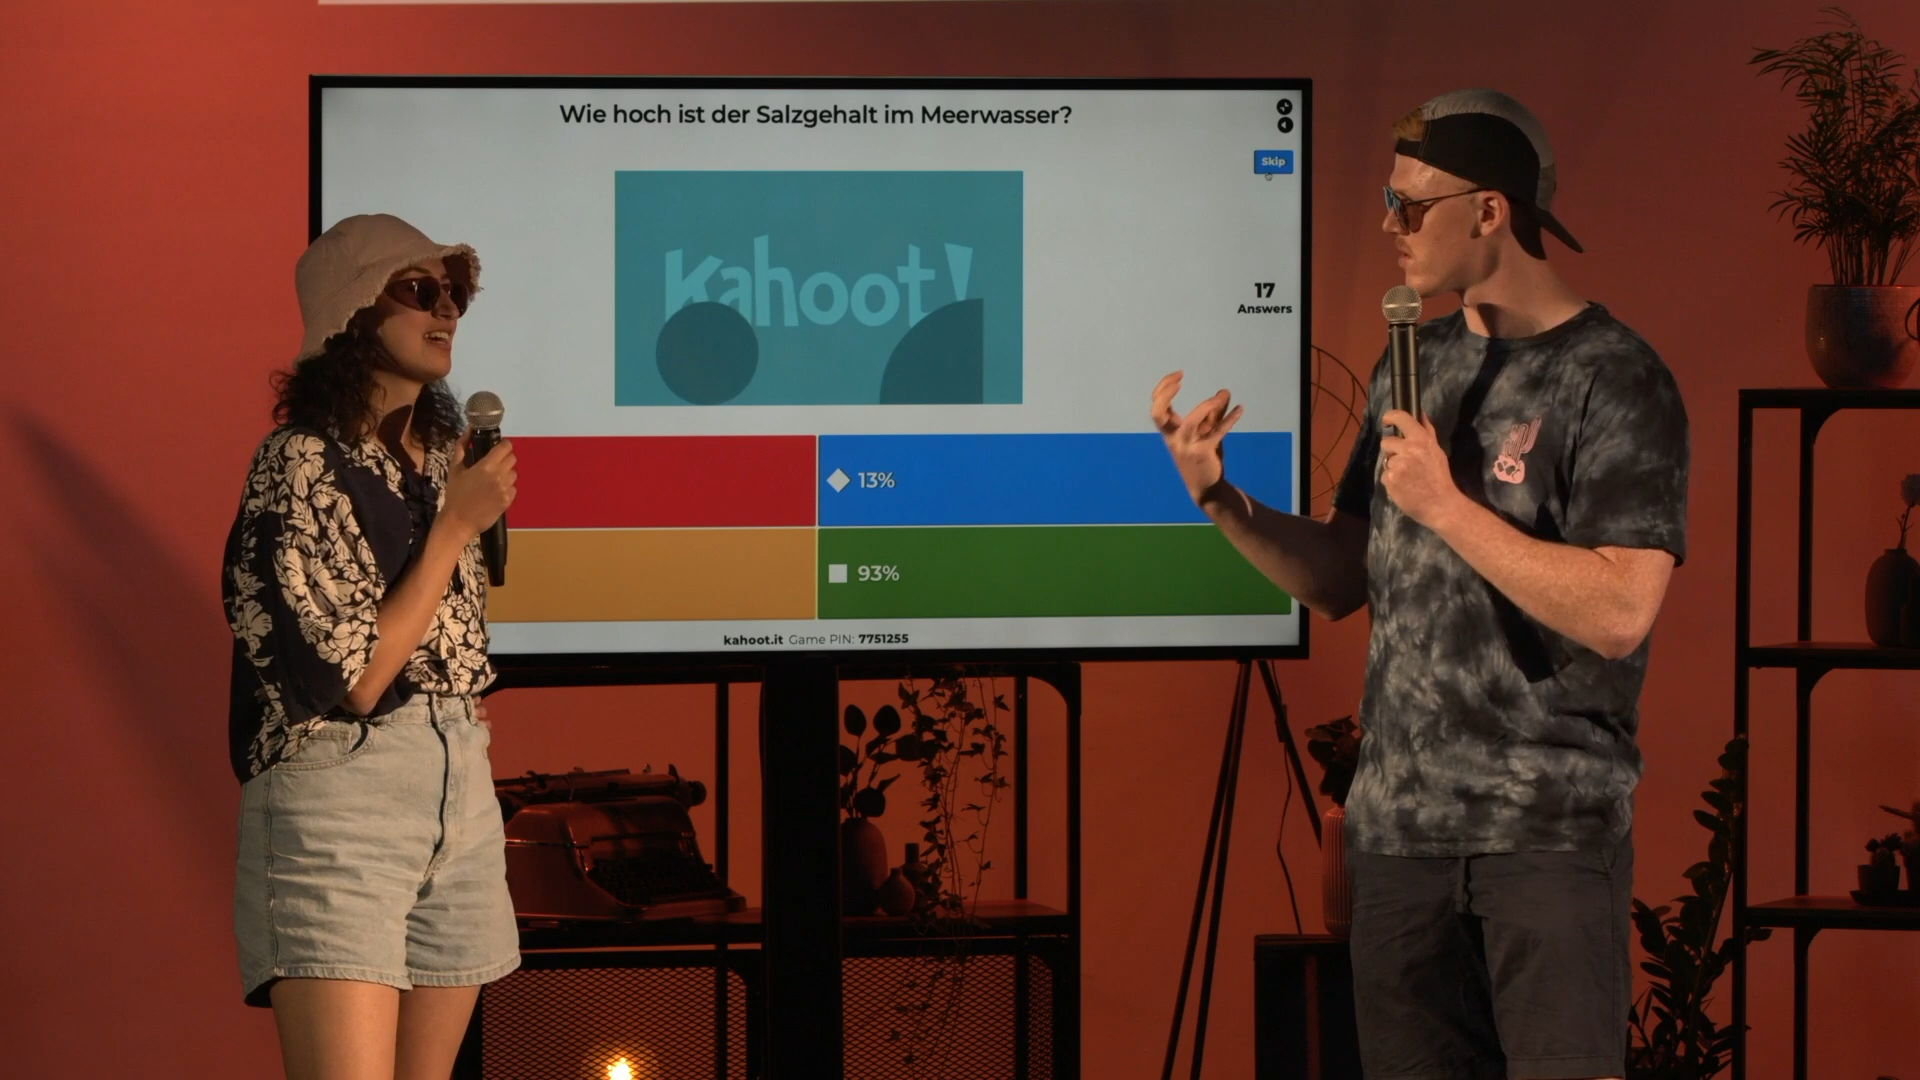 Wie hoch ist der Salzgehalt im Meerwasser?
Skip
Kahoot!
17
Answers
13%
93%
kahoot.it Game PIN: 7751255